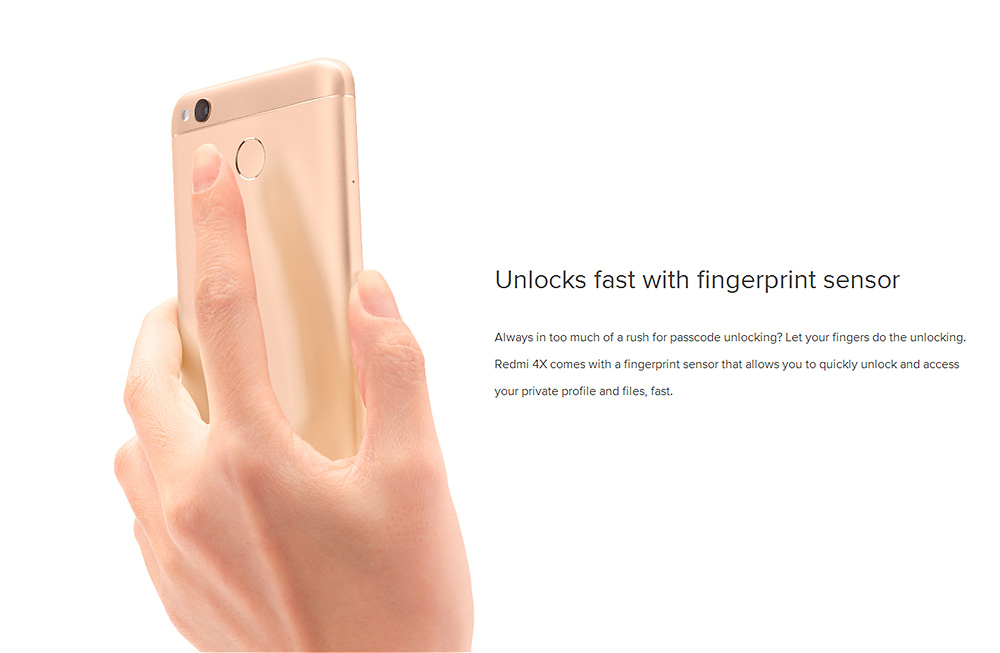 Unlocks fast with fingerprint sensor
Always in too much of a rush for passcode unlocking? Let your fingers do the unlocking.
Redmi 4X comes with a fingerprint sensor that allows you to quickly unlock and access
your private profile and files, fast.